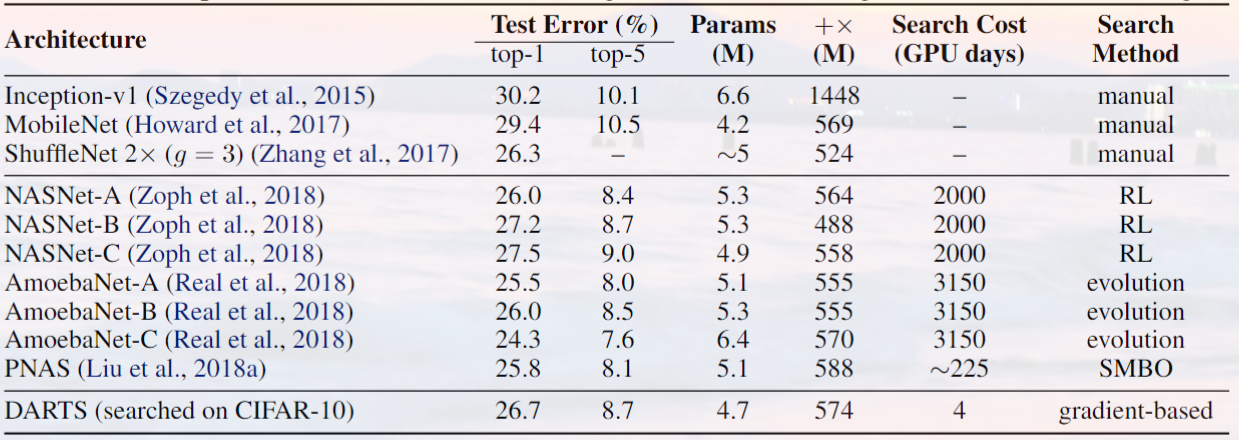 Architecture Test Error (%) Params +× Search Cost Search
top-1 top-5 (M) (M) (GPU days) Method
Inception-v1 (Szegedy et al., 2015) 30.2 10.1 6.6 1448 – manual
MobileNet (Howard et al., 2017) 29.4 10.5 4.2 569 – manual
ShuffleNet 2× (g = 3) (Zhang et al., 2017) 26.3 – ∼5 524 – manual
NASNet-A (Zoph et al., 2018) 26.0 8.4 5.3 564 2000 RL
NASNet-B (Zoph et al., 2018) 27.2 8.7 5.3 488 2000 RL
NASNet-C (Zoph et al., 2018) 27.5 9.0 4.9 558 2000 RL
AmoebaNet-A (Real et al., 2018) 25.5 8.0 5.1 555 3150 evolution
AmoebaNet-B (Real et al., 2018) 26.0 8.5 5.3 555 3150 evolution
AmoebaNet-C (Real et al., 2018) 24.3 7.6 6.4 570 3150 evolution
PNAS (Liu et al., 2018a) 25.8 8.1 5.1 588 ∼225 SMBO
DARTS (searched on CIFAR-10) 26.7 8.7 4.7 574 4 gradient-based